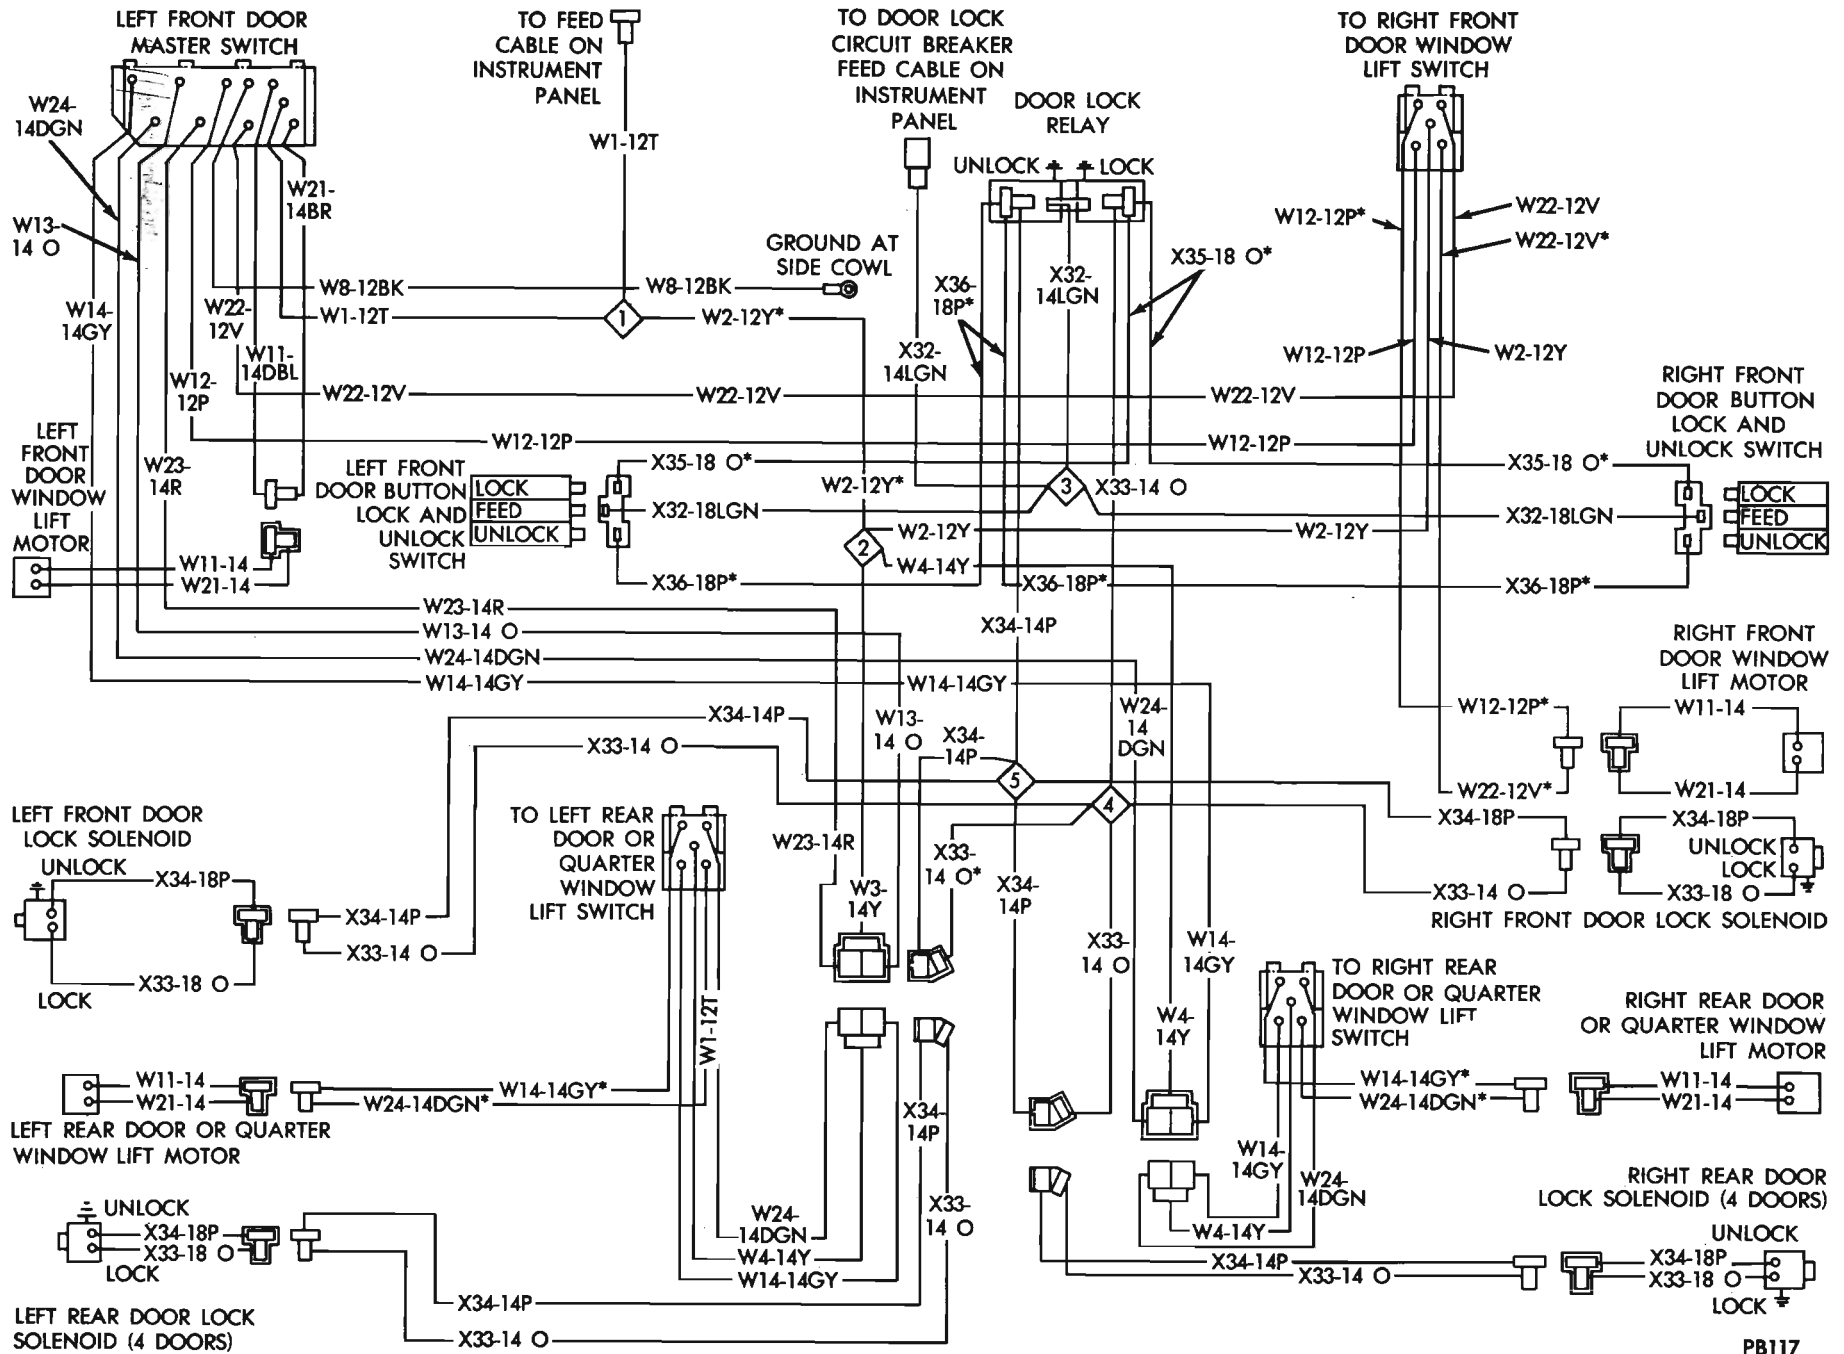 LEFT FRONT DOOR
MASTER SWITCH
TO FEED
CABLE ON
INSTRUMENT
PANEL
TO DOOR LOCK
CIRCUIT BREAKER
FEED CABLE ON
INSTRUMENT
PANEL
DOOR LOCK
RELAY
TO RIGHT FRONT
DOOR WINDOW
LIFT SWITCH
W24-
14DGN
W13-
14 O
W21-
14BR
W1-12T
UNLOCK
LOCK
W12-12P*
W22-12V
W22-12V*
GROUND AT
SIDE COWL
X35-18 O*
X36-
18P*
X32-
14LGN
W14-
14GY
W22-
12V
W8-12BK
W8-12BK
W1-12T
1
W2-12Y*
W11-
14DBL
W12-
12P
X32-
14LGN
W12-12P
W2-12Y
W22-12V
W22-12V
W22-12V
W12-12P
W12-12P
RIGHT FRONT
DOOR BUTTON
LOCK AND
UNLOCK SWITCH
LEFT
FRONT
DOOR
WINDOW
LIFT
MOTOR
W23-
14R
LEFT FRONT
DOOR BUTTON
LOCK AND
UNLOCK
SWITCH
LOCK
FEED
UNLOCK
X35-18 O*
X32-18LGN
X36-18P*
W2-12Y*
3
X33-14 O
X35-18 O*
X32-18LGN
X36-18P*
LOCK
FEED
UNLOCK
2
W2-12Y
W2-12Y
W4-14Y
X36-18P*
W11-14
W21-14
W23-14R
W13-14 O
W24-14DGN
W14-14GY
W14-14GY
X34-14P
RIGHT FRONT
DOOR WINDOW
LIFT MOTOR
W12-12P*
W11-14
W22-12V*
W21-14
X34-14P
X33-14 O
W13-
14 O
X34-
14P
W24-
14
DGN
5
4
LEFT FRONT DOOR
LOCK SOLENOID
UNLOCK
X34-18P
X33-18 O
LOCK
X34-14P
X33-14 O
TO LEFT REAR
DOOR OR
QUARTER
WINDOW
LIFT SWITCH
W23-14R
W3-
14Y
X33-
14 O*
X34-
14P
X33-
14 O
W14-
14GY
X34-18P
X34-18P
UNLOCK
LOCK
X33-14 O
X33-18 O
RIGHT FRONT DOOR LOCK SOLENOID
W1-12T
W4-
14Y
TO RIGHT REAR
DOOR OR QUARTER
WINDOW LIFT
SWITCH
RIGHT REAR DOOR
OR QUARTER WINDOW
LIFT MOTOR
W11-14
W21-14
W14-14GY*
W24-14DGN*
LEFT REAR DOOR OR QUARTER
WINDOW LIFT MOTOR
X34-
14P
W14-14GY*
W24-14DGN*
W11-14
W21-14
W14-
14GY
W24-
14DGN
RIGHT REAR DOOR
LOCK SOLENOID (4 DOORS)
UNLOCK
X34-18P
X33-18 O
LOCK
W24-
14DGN
W4-14Y
W14-14GY
X33-
14 O
W4-14Y
X34-14P
X33-14 O
UNLOCK
X34-18P
X33-18 O
LOCK
X34-14P
X33-14 O
LEFT REAR DOOR LOCK
SOLENOID (4 DOORS)
PB117